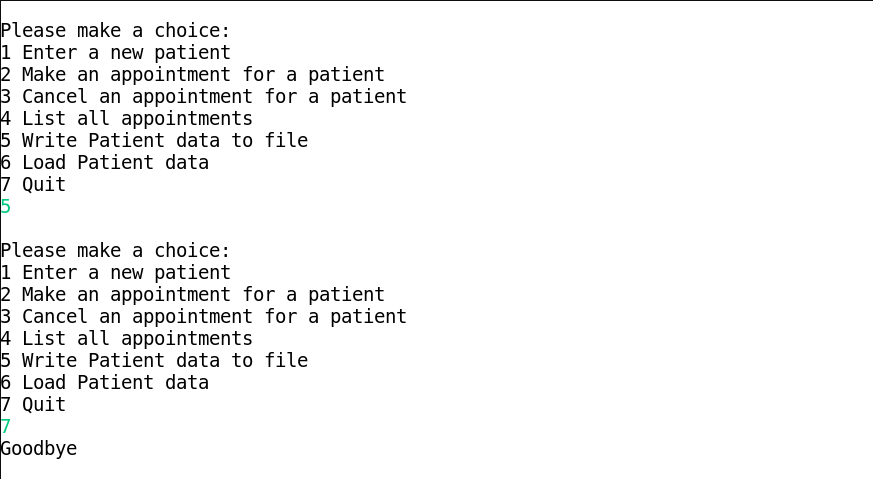 Please make a choice:
1 Enter a new patient
2 Make an appointment for a patient
3 Cancel an appointment for a patient
4 List all appointments
5 Write Patient data to file
6 Load Patient data
7 Quit
5
Please make a choice:
1 Enter a new patient
2 Make an appointment for a patient
3 Cancel an appointment for a patient
4 List all appointments
5 Write Patient data to file
6 Load Patient data
7 Quit
7
Goodbye